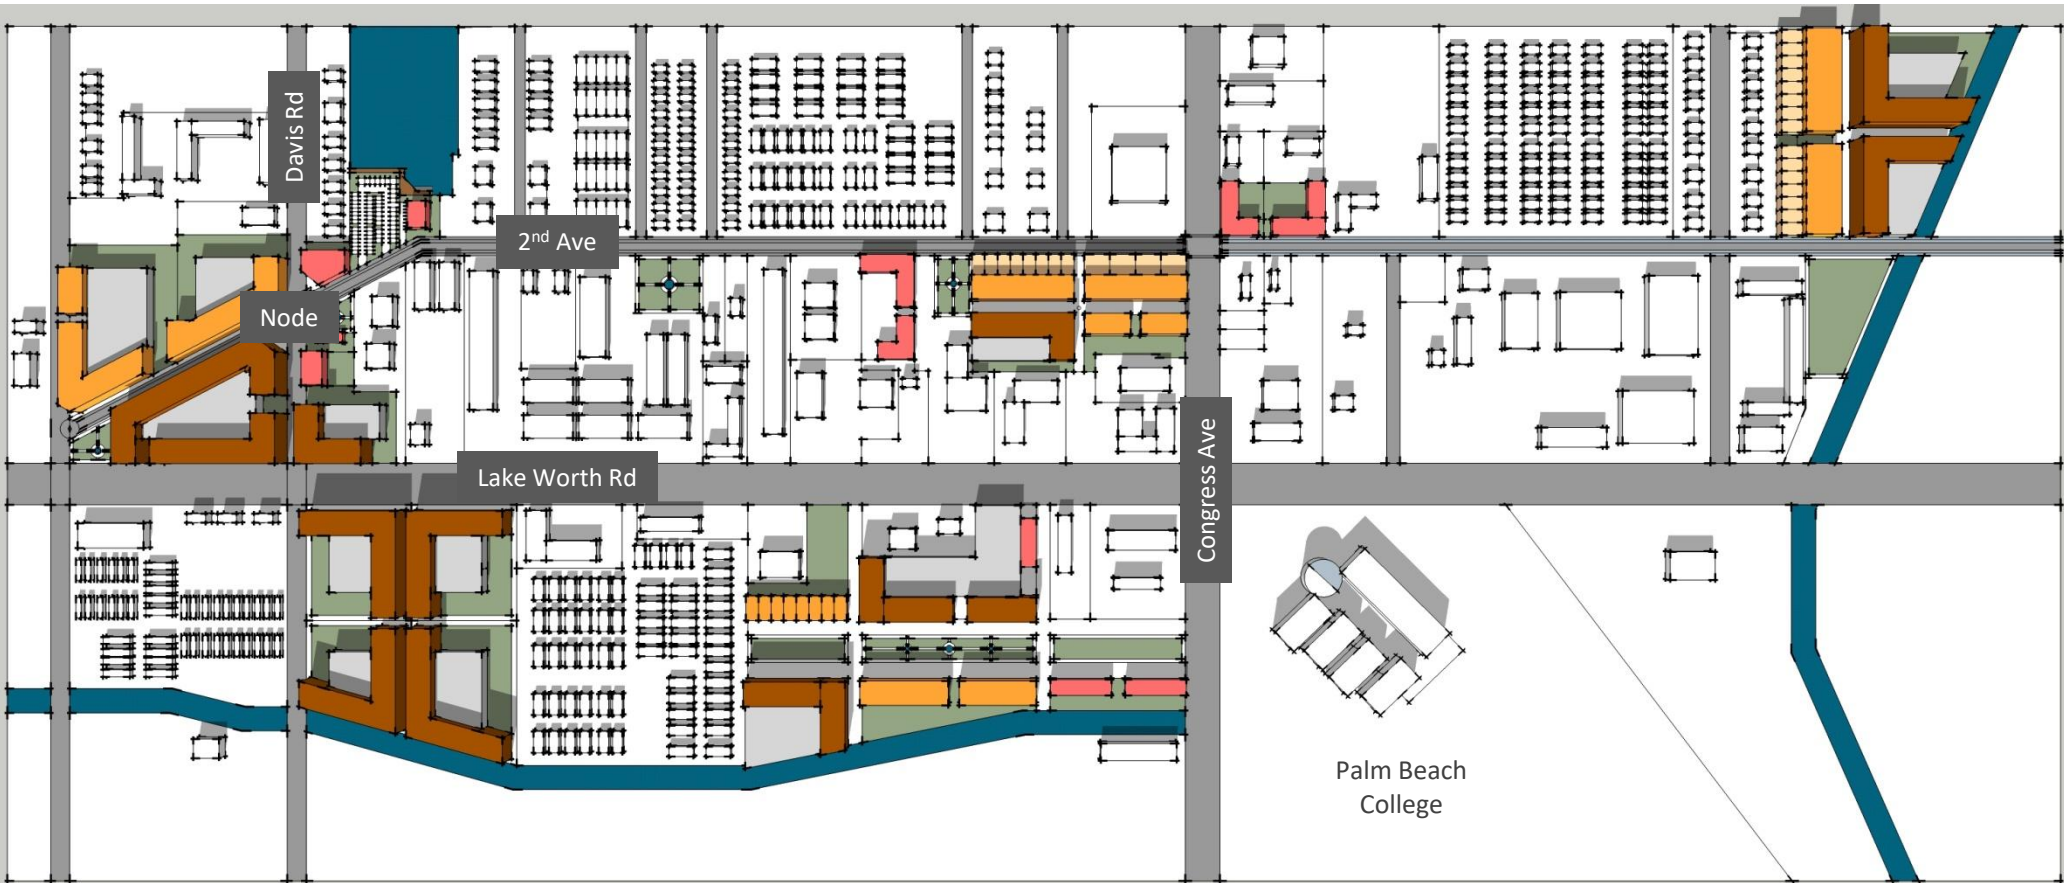 Davis Rd
2nd Ave
Node
Lake Worth Rd
Congress Ave
Palm Beach
College